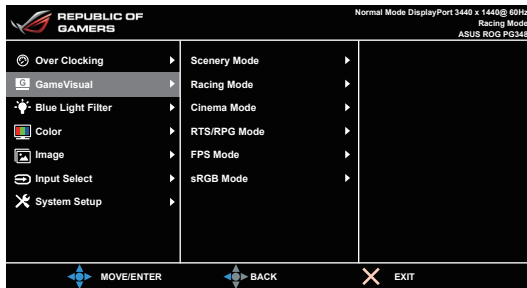 REPUBLIC OF
GAMERS
Normal Mode DisplayPort 3440 x 1440@ 60Hz
Racing Mode
ASUS ROG PG348
Over Clocking
GameVisual
Blue Light Filter
Color
Image
Input Select
System Setup
Scenery Mode
Racing Mode
Cinema Mode
RTS/RPG Mode
FPS Mode
sRGB Mode
MOVE/ENTER
BACK
EXIT